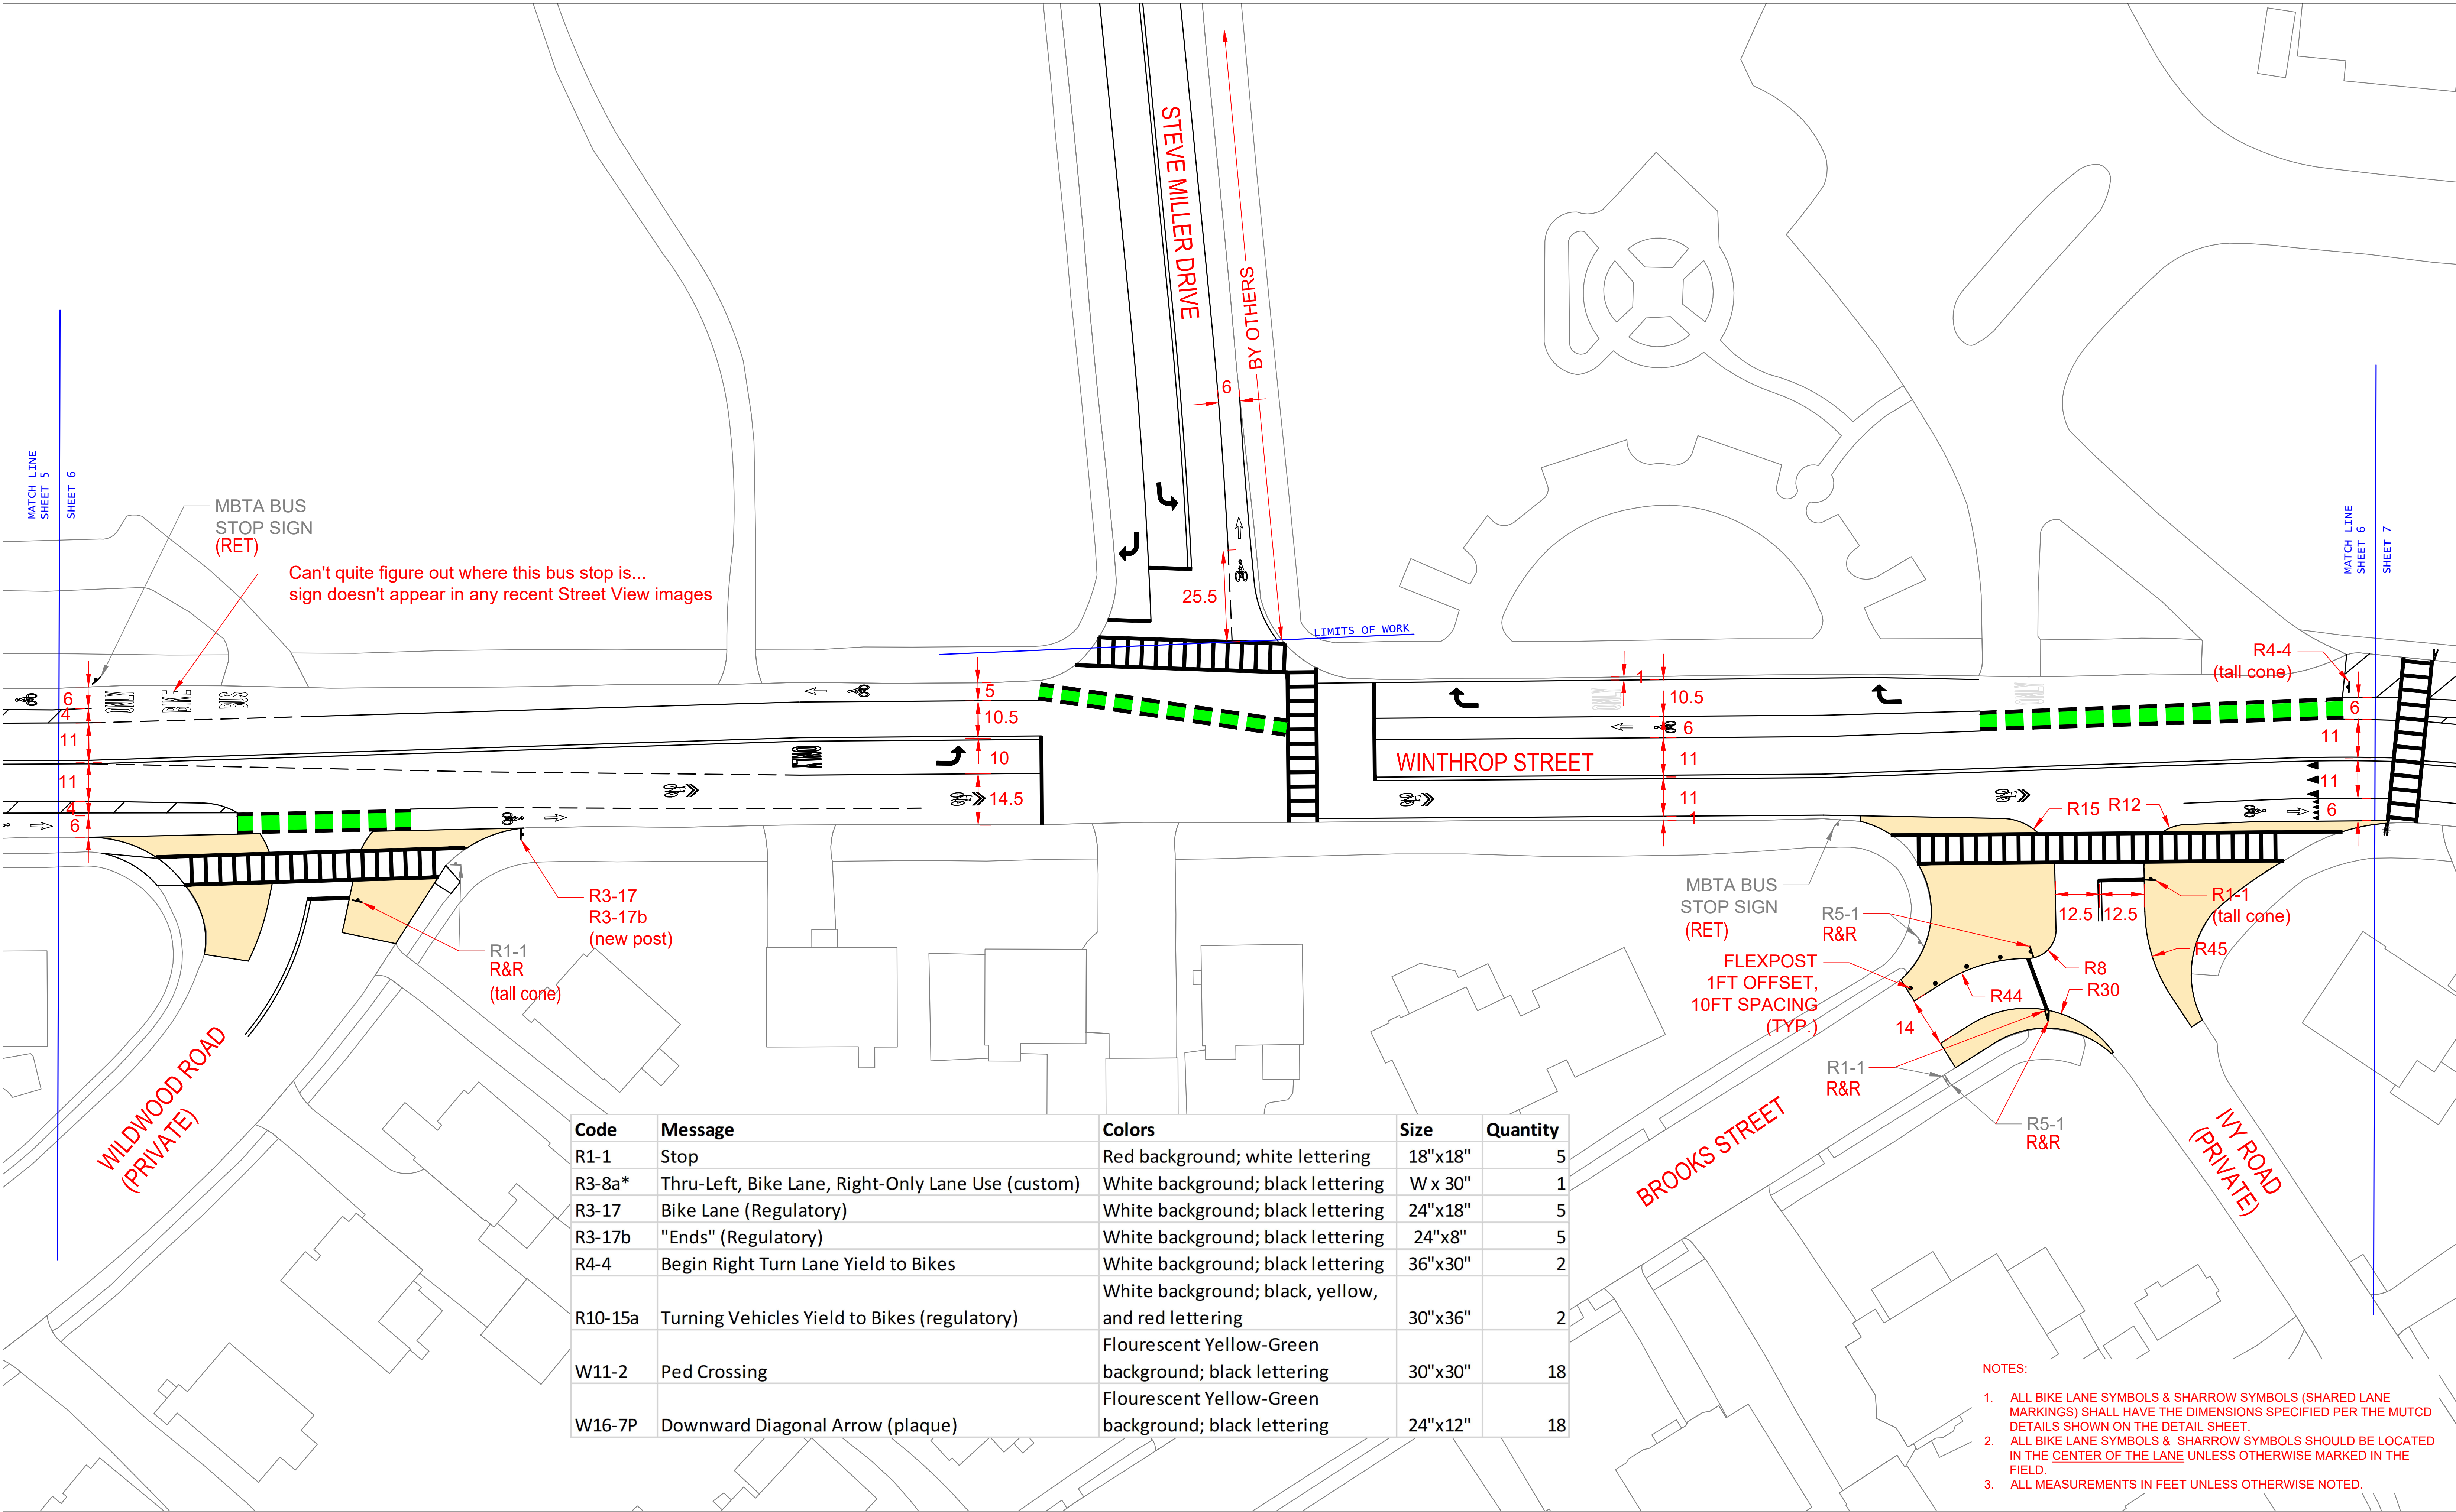 STEVE MILLER DRIVE
BY OTHERS
6
25.5
LIMITS OF WORK
MATCH LINE
SHEET 5
SHEET 6
MBTA BUS
STOP SIGN
(RET)
Can't quite figure out where this bus stop is...
sign doesn't appear in any recent Street View images
MATCH LINE
SHEET 6
SHEET 7
R4-4
(tall cone)
6
4
11
11
4
6
ONLY
BIKE
BUS
5
10.5
10
14.5
ONLY
1
10.5
6
11
11
1
ONLY
ONLY
WINTHROP STREET
6
11
11
6
R15
R12
R3-17
R3-17b
(new post)
R1-1
R&R
(tall cone)
MBTA BUS
STOP SIGN
(RET)
R5-1
R&R
FLEXPOST
1FT OFFSET,
10FT SPACING
(TYP.)
12.5
12.5
R1-1
(tall cone)
R45
R8
R30
R44
14
R1-1
R&R
R5-1
R&R
WILDWOOD ROAD
(PRIVATE)
BROOKS STREET
IVY ROAD
(PRIVATE)
Code Message Colors Size Quantity
R1-1 Stop Red background; white lettering 18"x18" 5
R3-8a* Thru-Left, Bike Lane, Right-Only Lane Use (custom) White background; black lettering W x 30" 1
R3-17 Bike Lane (Regulatory) White background; black lettering 24"x18" 5
R3-17b "Ends" (Regulatory) White background; black lettering 24"x8" 5
R4-4 Begin Right Turn Lane Yield to Bikes White background; black lettering 36"x30" 2
White background; black, yellow,
R10-15a Turning Vehicles Yield to Bikes (regulatory) and red lettering 30"x36" 2
Flourescent Yellow-Green
W11-2 Ped Crossing background; black lettering 30"x30" 18
Flourescent Yellow-Green
W16-7P Downward Diagonal Arrow (plaque) background; black lettering 24"x12" 18
NOTES:
1. ALL BIKE LANE SYMBOLS & SHARROW SYMBOLS (SHARED LANE
MARKINGS) SHALL HAVE THE DIMENSIONS SPECIFIED PER THE MUTCD
DETAILS SHOWN ON THE DETAIL SHEET.
2. ALL BIKE LANE SYMBOLS & SHARROW SYMBOLS SHOULD BE LOCATED
IN THE CENTER OF THE LANE UNLESS OTHERWISE MARKED IN THE
FIELD.
3. ALL MEASUREMENTS IN FEET UNLESS OTHERWISE NOTED.